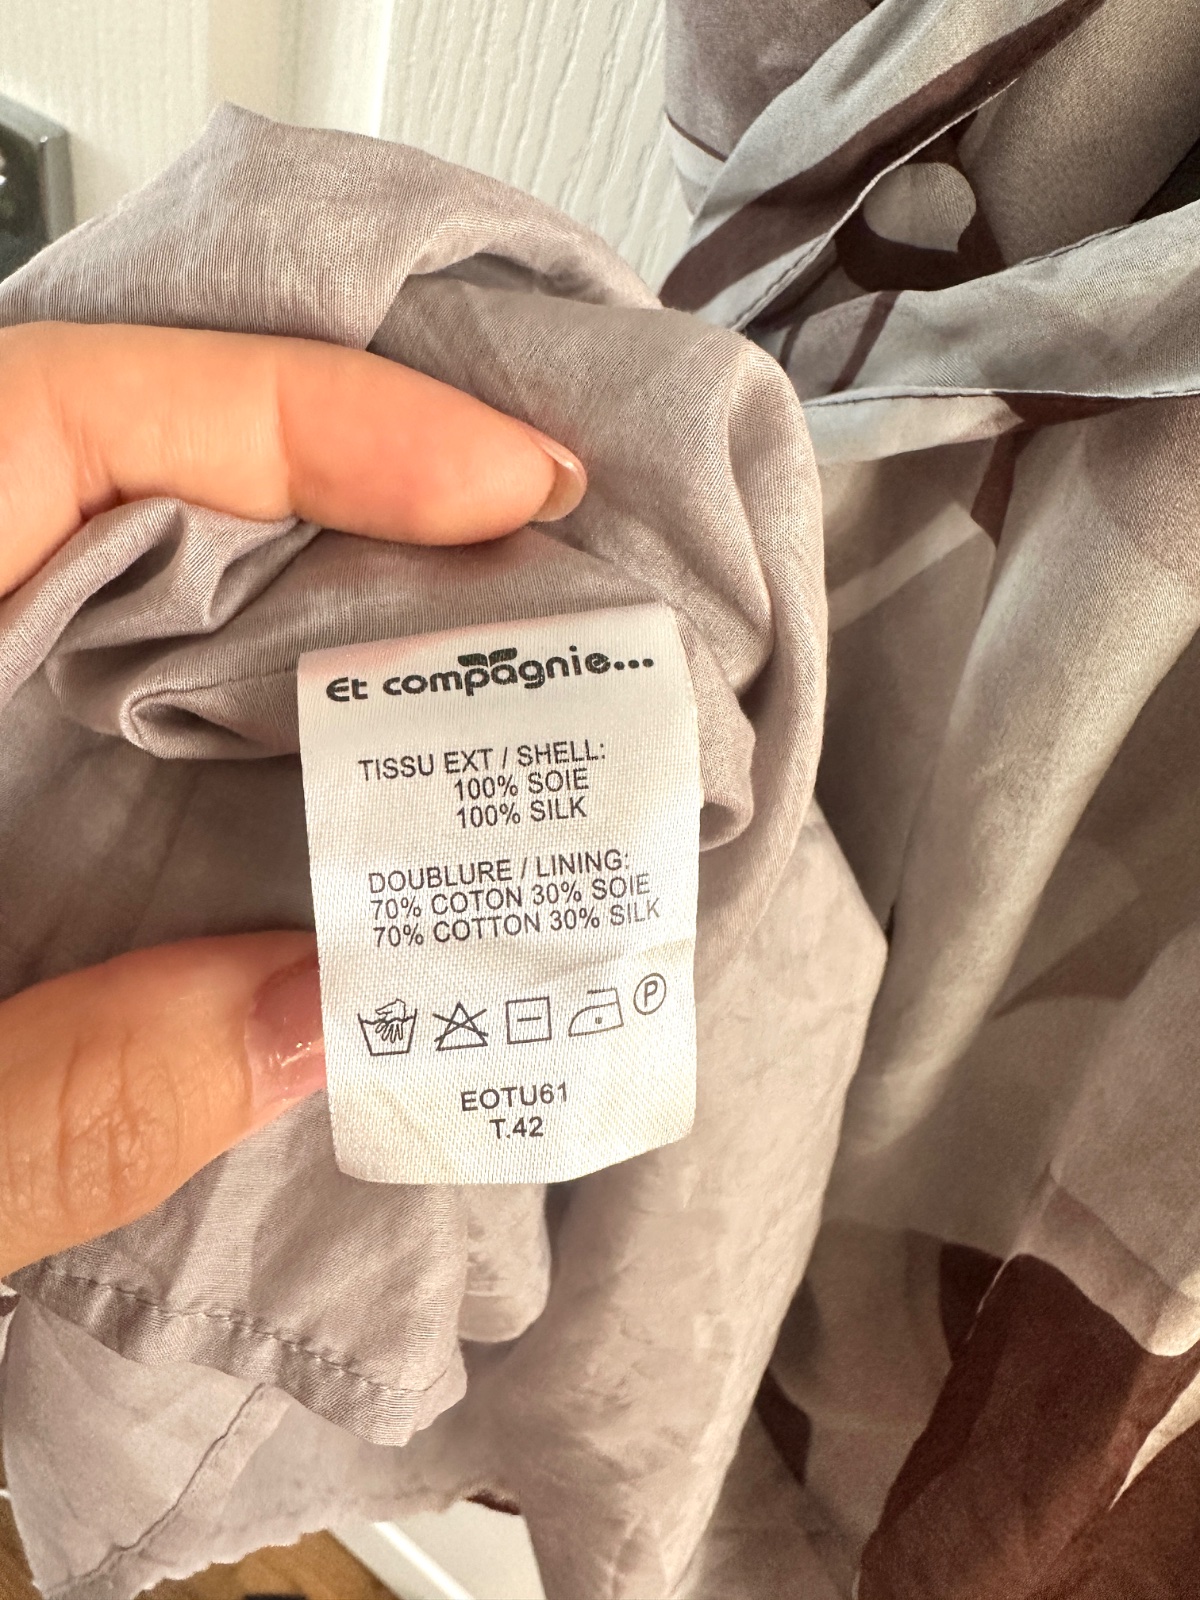 Et compagnie...
TISSU EXT / SHELL:
100% SOIE
100% SILK
DOUBLURE / LINING:
70% COTON 30% SOIE
70% COTTON 30% SILK
P
EOTU61
T.42